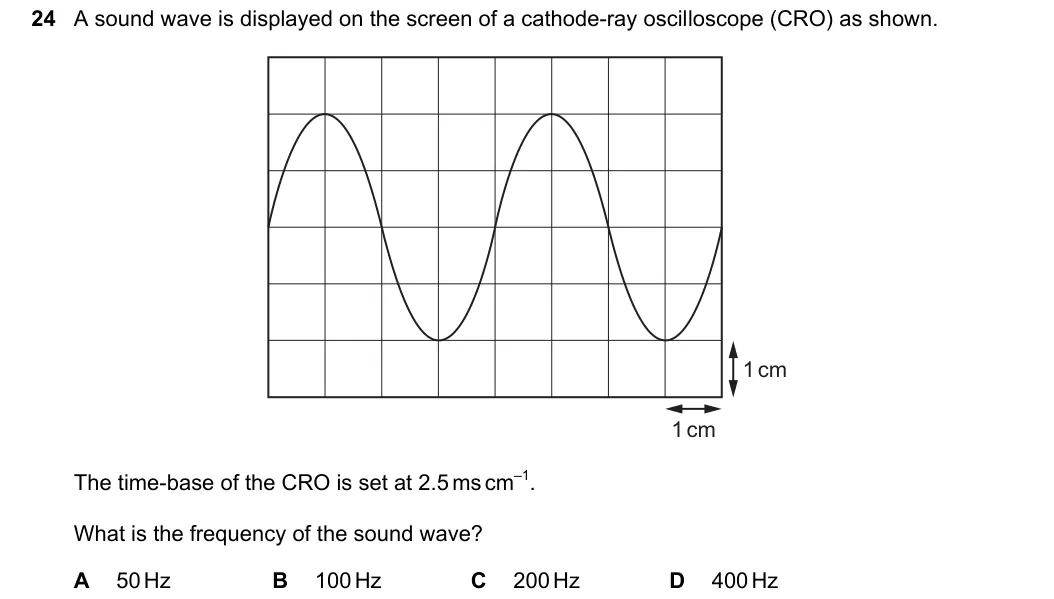 24 A sound wave is displayed on the screen of a cathode-ray oscilloscope (CRO) as shown.
1 cm
1 cm
The time-base of the CRO is set at 2.5 ms cm⁻¹.
What is the frequency of the sound wave?
A 50 Hz B 100 Hz C 200 Hz D 400 Hz